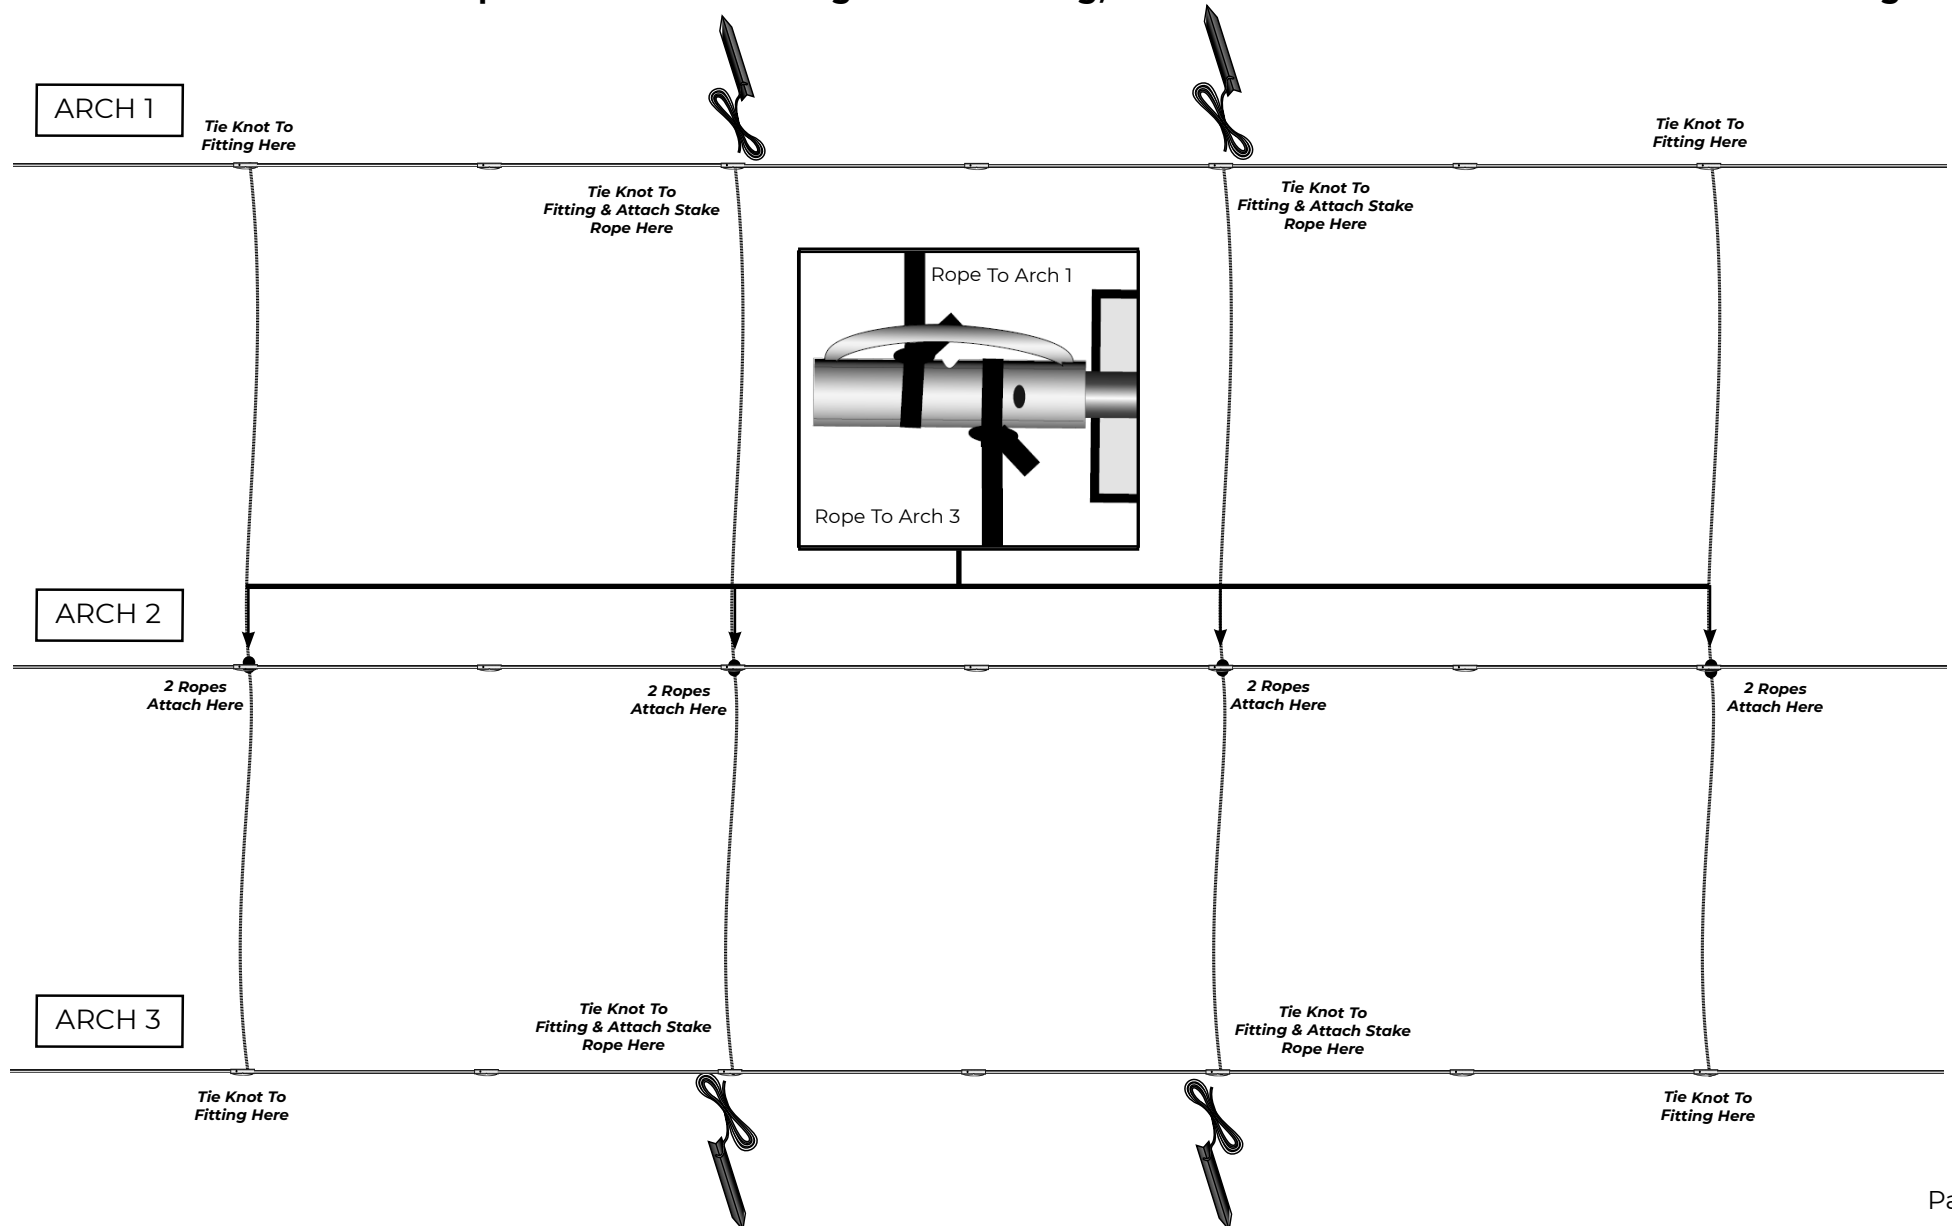 ARCH 1
Tie Knot To
Fitting Here
Tie Knot To
Fitting Here
Tie Knot To
Fitting & Attach Stake
Rope Here
Tie Knot To
Fitting & Attach Stake
Rope Here
Rope To Arch 1
Rope To Arch 3
ARCH 2
2 Ropes
Attach Here
2 Ropes
Attach Here
2 Ropes
Attach Here
2 Ropes
Attach Here
ARCH 3
Tie Knot To
Fitting & Attach Stake
Rope Here
Tie Knot To
Fitting & Attach Stake
Rope Here
Tie Knot To
Fitting Here
Tie Knot To
Fitting Here